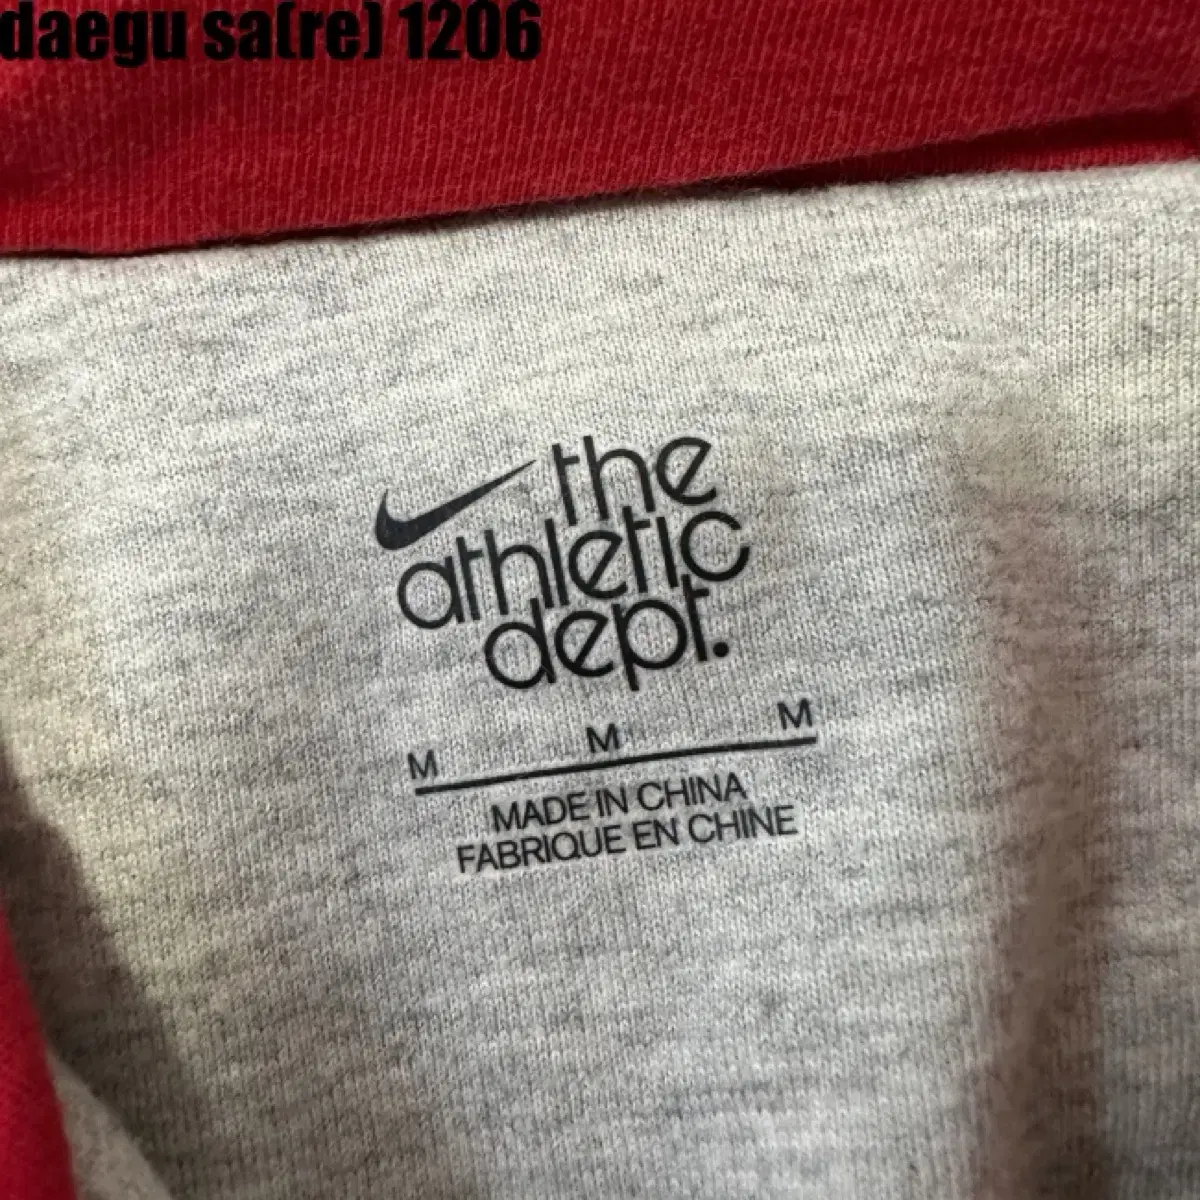 daegu sa(re) 1206
the
athletic
dept.
M M M
MADE IN CHINA
FABRIQUE EN CHINE